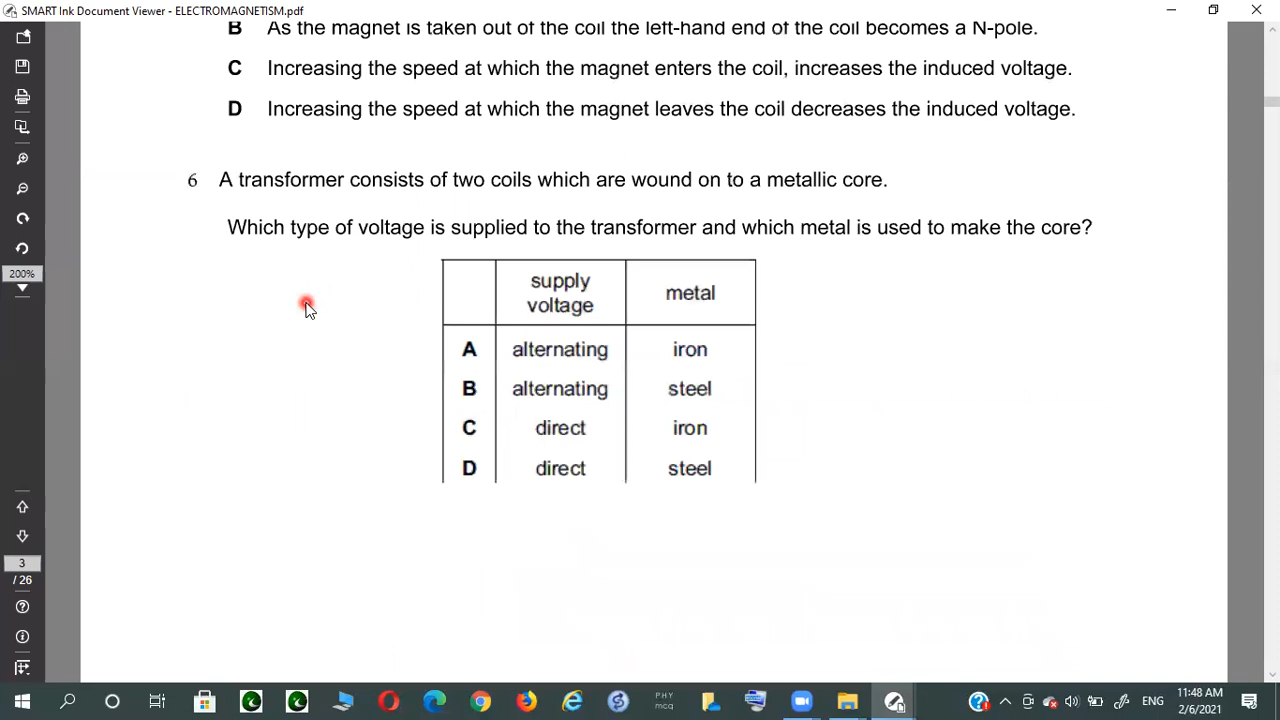 SMART Ink Document Viewer - ELECTROMAGNETISM.pdf
B As the magnet is taken out of the coil the left-hand end of the coil becomes a N-pole.
C Increasing the speed at which the magnet enters the coil, increases the induced voltage.
D Increasing the speed at which the magnet leaves the coil decreases the induced voltage.
6 A transformer consists of two coils which are wound on to a metallic core.
Which type of voltage is supplied to the transformer and which metal is used to make the core?
supply voltage metal
A alternating iron
B alternating steel
C direct iron
D direct steel
200%
3
/ 26
PHY
mcq
ENG
11:48 AM
2/6/2021